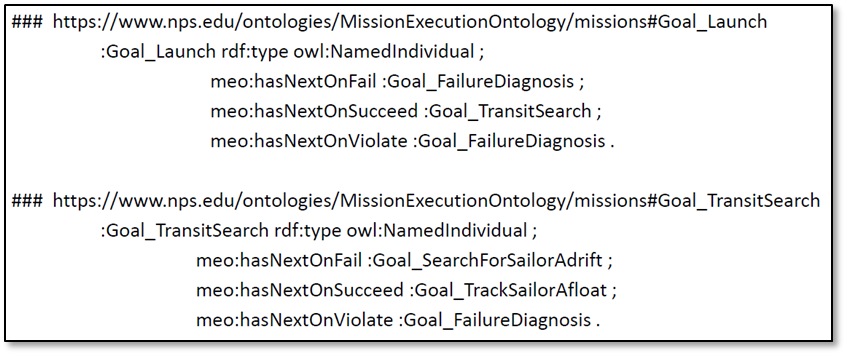 ### https://www.nps.edu/ontologies/MissionExecutionOntology/missions#Goal_Launch
:Goal_Launch rdf:type owl:NamedIndividual ;
meo:hasNextOnFail :Goal_FailureDiagnosis ;
meo:hasNextOnSucceed :Goal_TransitSearch ;
meo:hasNextOnViolate :Goal_FailureDiagnosis .
### https://www.nps.edu/ontologies/MissionExecutionOntology/missions#Goal_TransitSearch
:Goal_TransitSearch rdf:type owl:NamedIndividual ;
meo:hasNextOnFail :Goal_SearchForSailorAdrift ;
meo:hasNextOnSucceed :Goal_TrackSailorAfloat ;
meo:hasNextOnViolate :Goal_FailureDiagnosis .